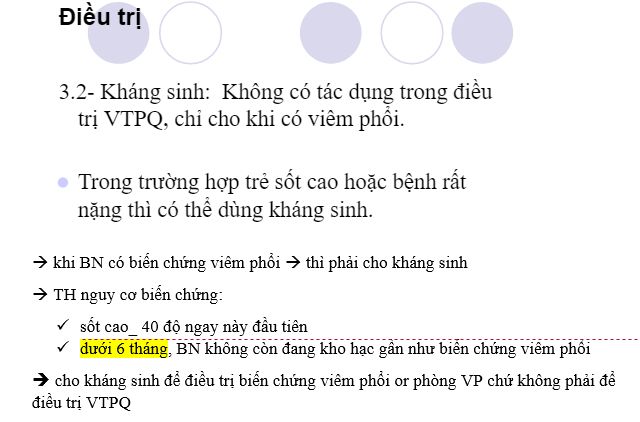 Điều trị
3.2- Kháng sinh: Không có tác dụng trong điều
trị VTPQ, chỉ cho khi có viêm phổi.
Trong trường hợp trẻ sốt cao hoặc bệnh rất
nặng thì có thể dùng kháng sinh.
→ khi BN có biến chứng viêm phổi → thì phải cho kháng sinh
→ TH nguy cơ biến chứng:
✓ sốt cao_ 40 độ ngay này đầu tiên
✓ dưới 6 tháng, BN không còn đang kho hạc gần như biến chứng viêm phổi
→ cho kháng sinh để điều trị biến chứng viêm phổi or phòng VP chứ không phải để
điều trị VTPQ